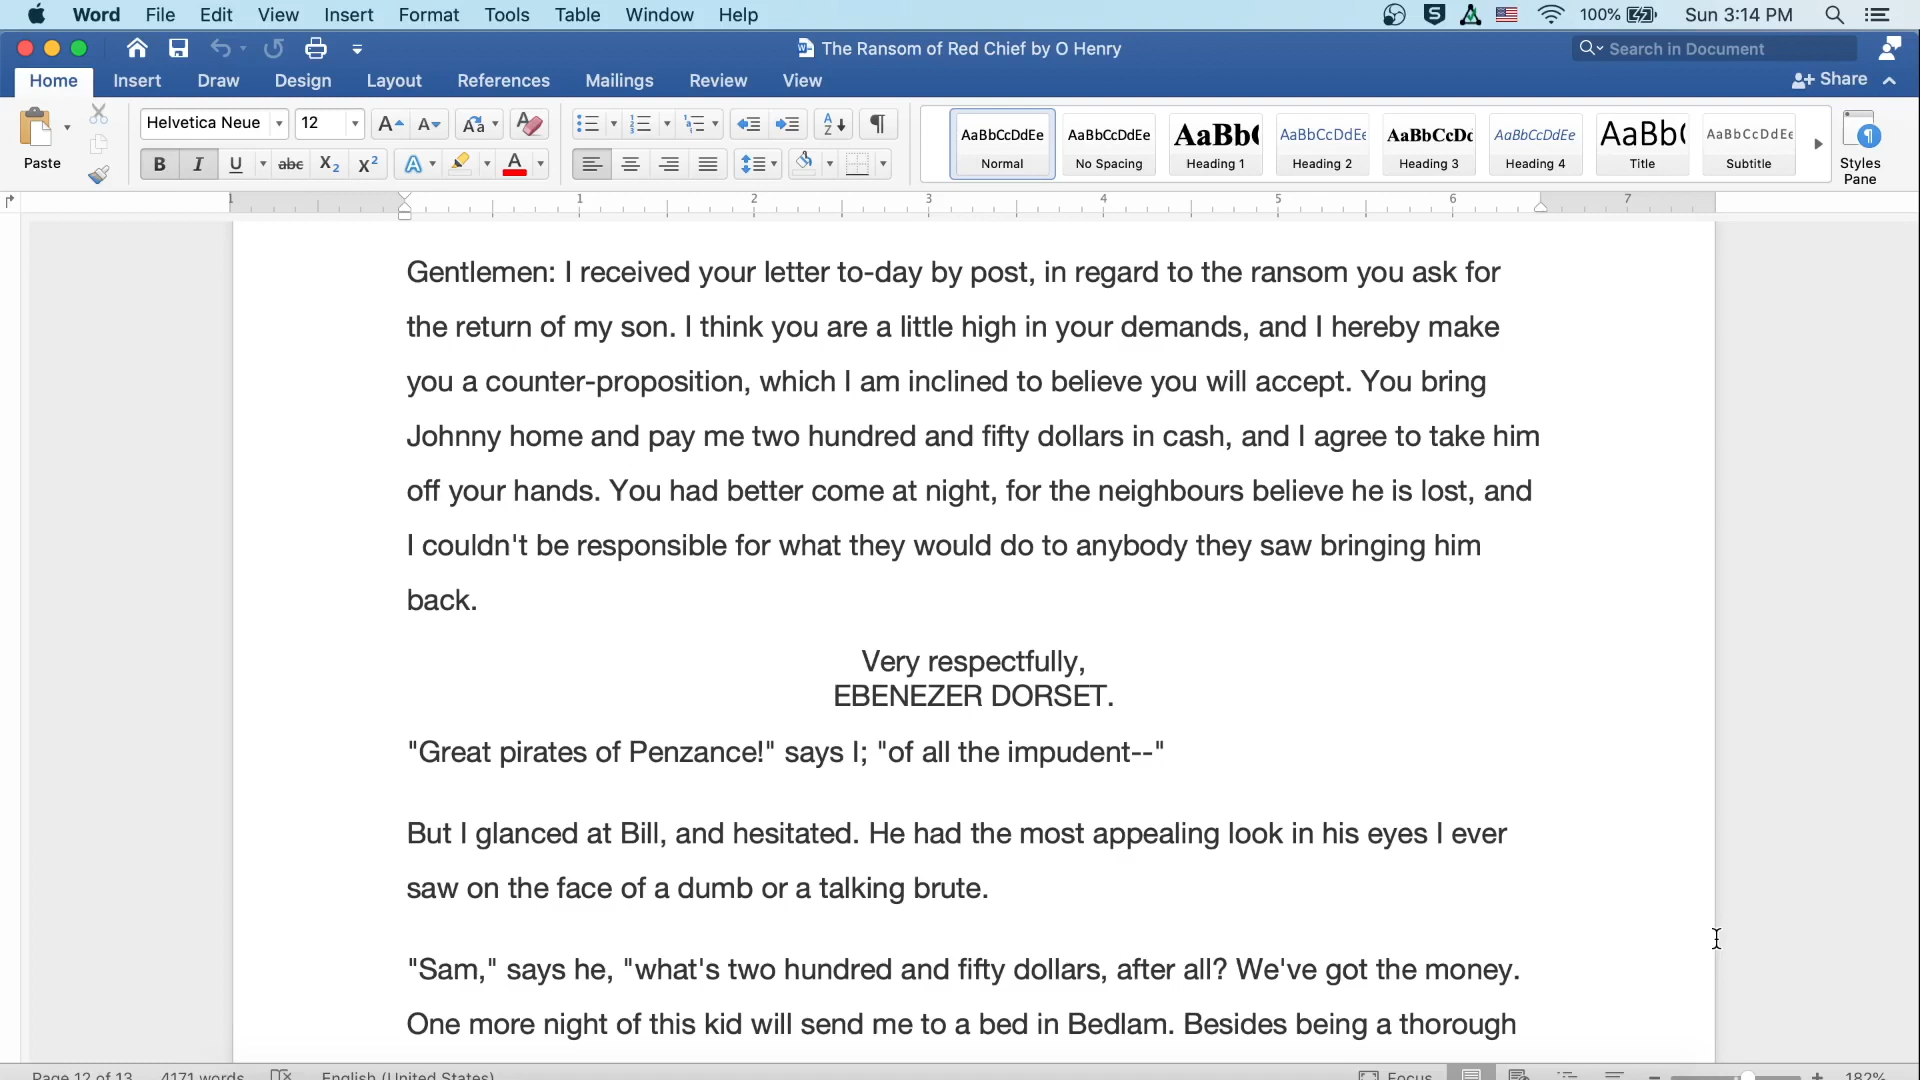 Word File Edit View Insert Format Tools Table Window Help 100% Sun 3:14 PM
The Ransom of Red Chief by O Henry Search in Document
Home Insert Draw Design Layout References Mailings Review View Share
Helvetica Neue 12 AaBbCcDdEe AaBbCcDdEe AaBb( AaBbCcDdEe AaBbCcDc AaBbCcDdEe AaBb( AaBbCcDdEe
Paste B I U abc X2 X2 A A Normal No Spacing Heading 1 Heading 2 Heading 3 Heading 4 Title Subtitle Styles
Pane
1 1 2 3 4 5 6 7
Gentlemen: I received your letter to-day by post, in regard to the ransom you ask for
the return of my son. I think you are a little high in your demands, and I hereby make
you a counter-proposition, which I am inclined to believe you will accept. You bring
Johnny home and pay me two hundred and fifty dollars in cash, and I agree to take him
off your hands. You had better come at night, for the neighbours believe he is lost, and
I couldn't be responsible for what they would do to anybody they saw bringing him
back.
Very respectfully,
EBENEZER DORSET.
"Great pirates of Penzance!" says I; "of all the impudent--"
But I glanced at Bill, and hesitated. He had the most appealing look in his eyes I ever
saw on the face of a dumb or a talking brute.
"Sam," says he, "what's two hundred and fifty dollars, after all? We've got the money.
One more night of this kid will send me to a bed in Bedlam. Besides being a thorough
Page 12 of 13 4171 words English (United States) Focus 182%